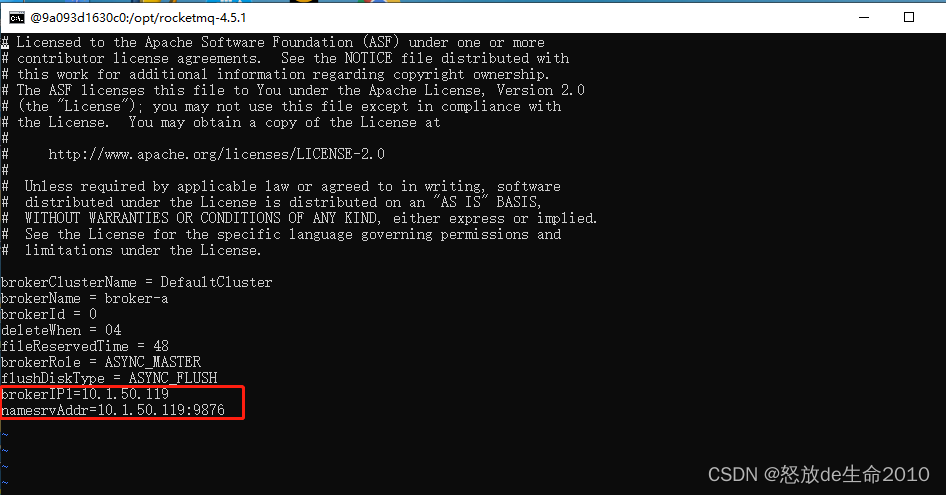 @9a093d1630c0:/opt/rocketmq-4.5.1
# Licensed to the Apache Software Foundation (ASF) under one or more
# contributor license agreements.  See the NOTICE file distributed with
# this work for additional information regarding copyright ownership.
# The ASF licenses this file to You under the Apache License, Version 2.0
# (the "License"); you may not use this file except in compliance with
# the License.  You may obtain a copy of the License at
#
#     http://www.apache.org/licenses/LICENSE-2.0
#
#  Unless required by applicable law or agreed to in writing, software
#  distributed under the License is distributed on an "AS IS" BASIS,
#  WITHOUT WARRANTIES OR CONDITIONS OF ANY KIND, either express or implied.
#  See the License for the specific language governing permissions and
#  limitations under the License.
brokerClusterName = DefaultCluster
brokerName = broker-a
brokerId = 0
deleteWhen = 04
fileReservedTime = 48
brokerRole = ASYNC_MASTER
flushDiskType = ASYNC_FLUSH
brokerIP1=10.1.50.119
namesrvAddr=10.1.50.119:9876
~
~
~
~
CSDN @怒放de生命2010